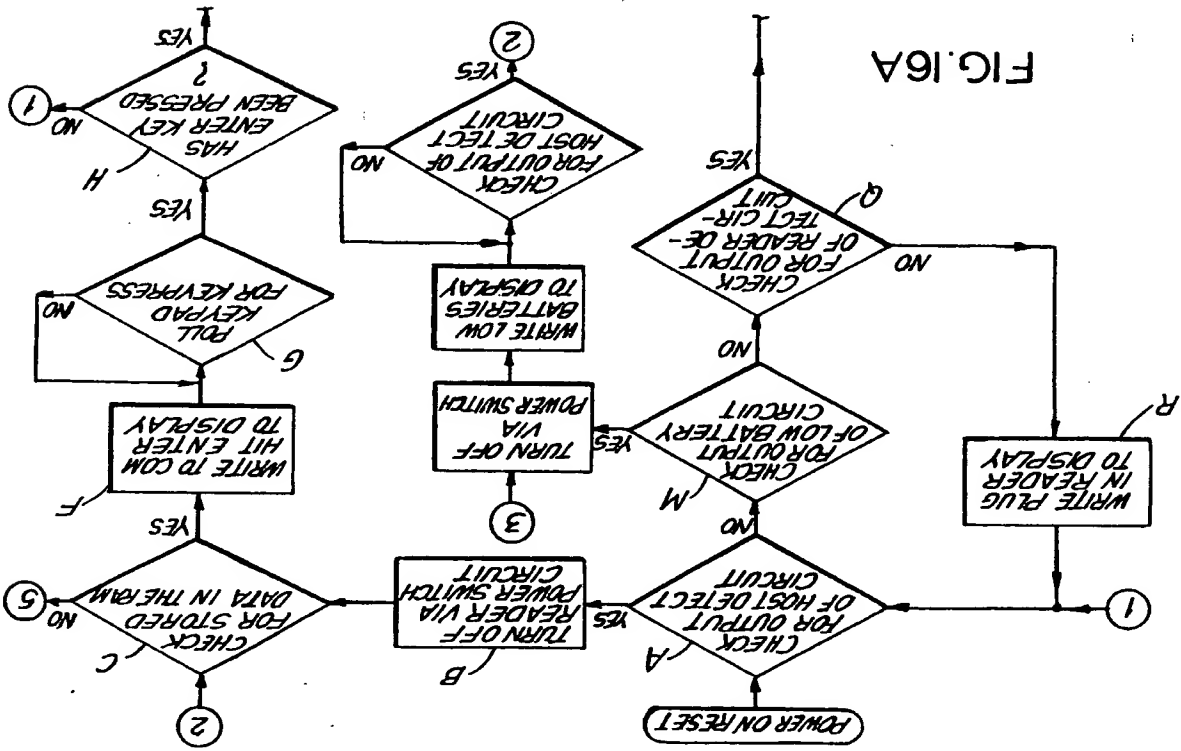 POWER ON RESET
2
1
A
CHECK
FOR OUTPUT
OF HOST DETECT
CIRCUIT
YES
NO
B
TURN OFF
READER VIA
POWER SWITCH
CIRCUIT
C
CHECK
FOR STORED
DATA IN THE RAM
NO
5
YES
R
WRITE PLUG
IN READER
TO DISPLAY
M
CHECK
FOR OUTPUT
OF LOW BATTERY
CIRCUIT
YES
NO
3
TURN OFF
VIA
POWER SWITCH
WRITE LOW
BATTERIES
TO DISPLAY
F
WRITE TO COM
HIT ENTER
TO DISPLAY
G
POLL
KEYPAD
FOR KEYPRESS
NO
YES
NO
CHECK
FOR OUTPUT
OF READER DE-
TECT CIR-
CUIT
Q
YES
CHECK
FOR OUTPUT OF
HOST DETECT
CIRCUIT
NO
YES
2
H
HAS
ENTER KEY
BEEN PRESSED
?
NO
1
YES
FIG.16A